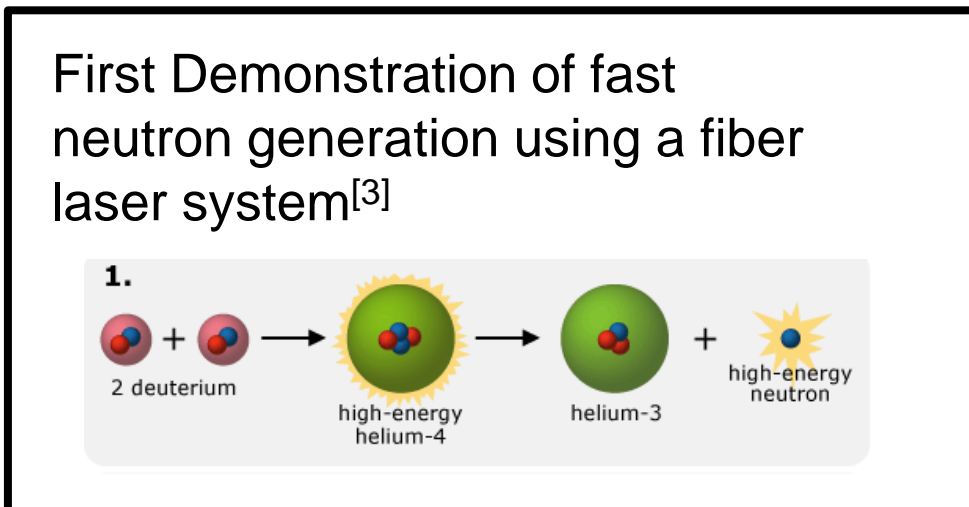 First Demonstration of fast
neutron generation using a fiber
laser system[3]
1.
+ +
2 deuterium
high-energy
helium-4
helium-3
high-energy
neutron